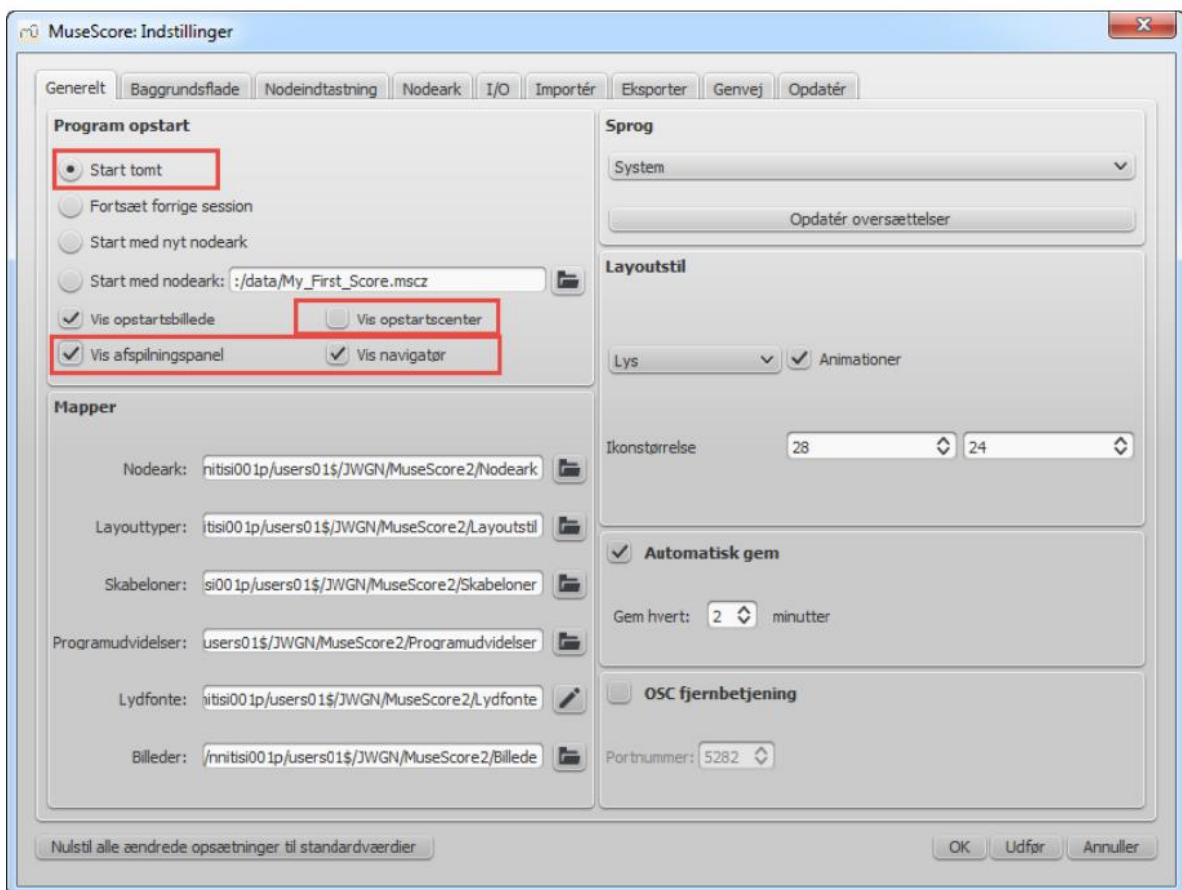 MuseScore: Indstillinger
Generelt Baggrundsflade Nodeindtastning Nodeark I/O Importér Eksporter Genvej Opdatér
Program opstart
Start tomt
Fortsæt forrige session
Start med nyt nodeark
Start med nodeark: :/data/My_First_Score.mscz
Vis opstartsbillede Vis opstartscenter
Vis afspilningspanel Vis navigatør
Mapper
Nodeark: nitisi001p/users01$/JWGN/MuseScore2/Nodeark
Layouttyper: itisi001p/users01$/JWGN/MuseScore2/Layoutstil
Skabeloner: si001p/users01$/JWGN/MuseScore2/Skabeloner
Programudvidelser: users01$/JWGN/MuseScore2/Programudvidelser
Lydfonte: nitisi001p/users01$/JWGN/MuseScore2/Lydfonte
Billeder: /nnitisi001p/users01$/JWGN/MuseScore2/Billede
Sprog
System
Opdatér oversættelser
Layoutstil
Lys Animationer
Ikonstørrelse 28 24
Automatisk gem
Gem hvert: 2 minutter
OSC fjernbetjening
Portnummer: 5282
Nulstil alle ændrede opsætninger til standardværdier OK Udfør Annuller